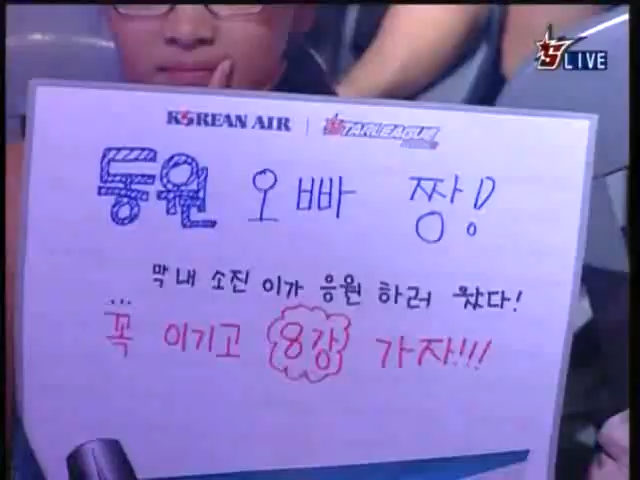 LIVE
KOREAN AIR | STARLEAGUE
동원 오빠 짱!
막내 소진 이가 응원 하러 왔다!
...
꼭 이기고 8강 가자!!!